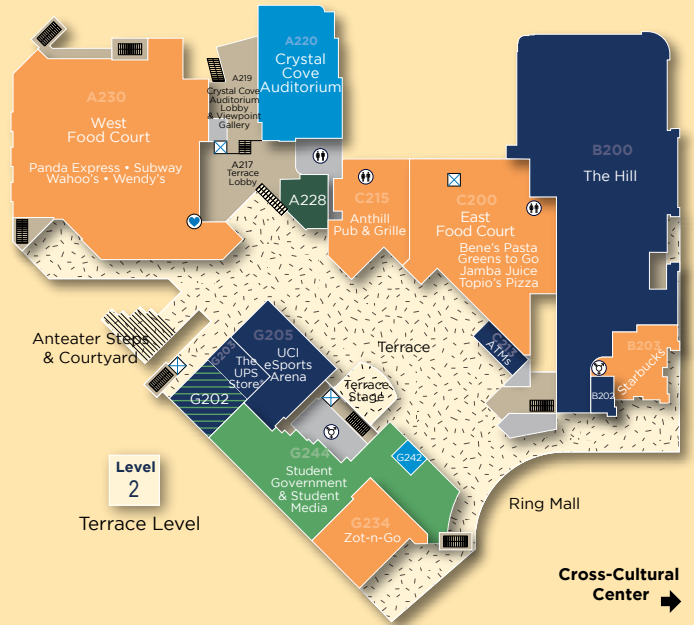 A220
Crystal
Cove
Auditorium
A219
Crystal Cove
Auditorium
Lobby
& Viewpoint
Gallery
A230
West
Food Court
Panda Express • Subway
Wahoo's • Wendy's
A217
Terrace
Lobby
A228
C215
Anthill
Pub & Grille
C200
East
Food Court
Bene's Pasta
Greens to Go
Jamba Juice
Topio's Pizza
B200
The Hill
Anteater Steps
& Courtyard
G205
UCI
eSports
Arena
G203
The
UPS
Store
G202
Terrace
Terrace
Stage
C213
ATMS
B203
Starbucks
B202
G244
Student
Government
& Student
Media
G242
G234
Zot-n-Go
Level
2
Terrace Level
Ring Mall
Cross-Cultural
Center